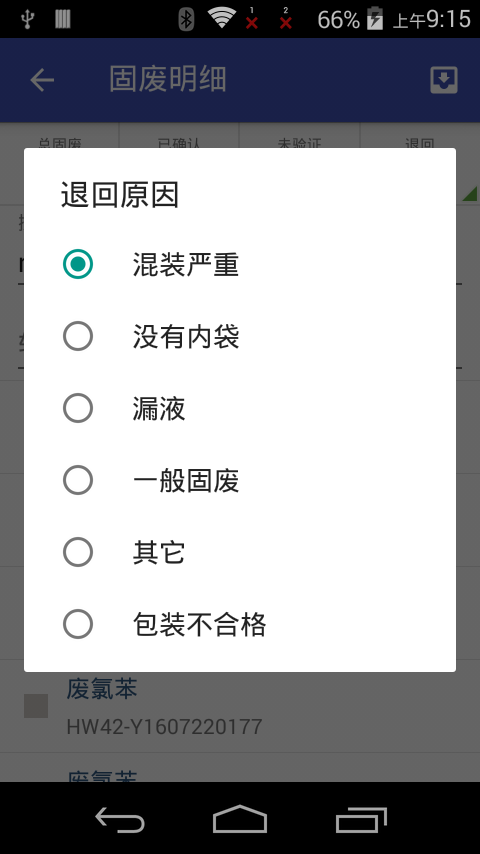 1 2 66% 上午9:15
固废明细
总固废 已确认 未验证 退回
退回原因
混装严重
没有内袋
漏液
一般固废
其它
包装不合格
废氯苯
HW42-Y1607220177
废氯苯